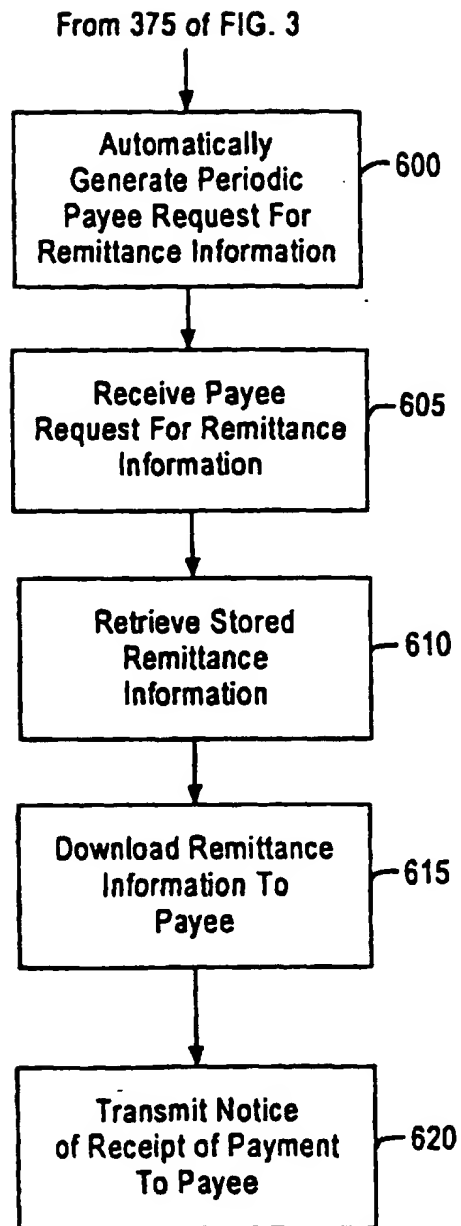 From 375 of FIG. 3
Automatically
Generate Periodic
Payee Request For
Remittance Information
600
Receive Payee
Request For Remittance
Information
605
Retrieve Stored
Remittance
Information
610
Download Remittance
Information To
Payee
615
Transmit Notice
of Receipt of Payment
To Payee
620